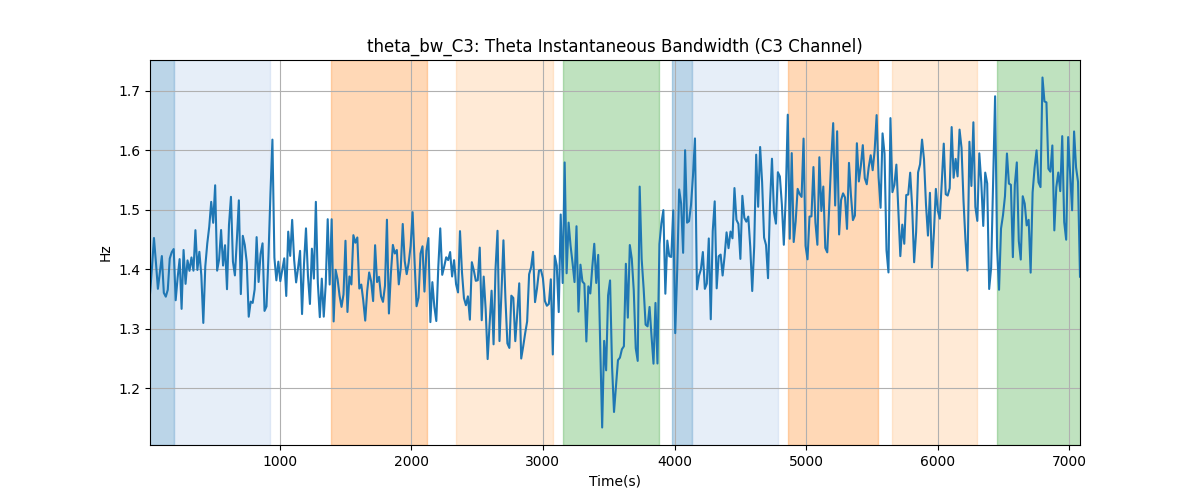 theta_bw_C3: Theta Instantaneous Bandwidth (C3 Channel)
Hz
1.7
1.6
1.5
1.4
1.3
1.2
1000 2000 3000 4000 5000 6000 7000
Time(s)